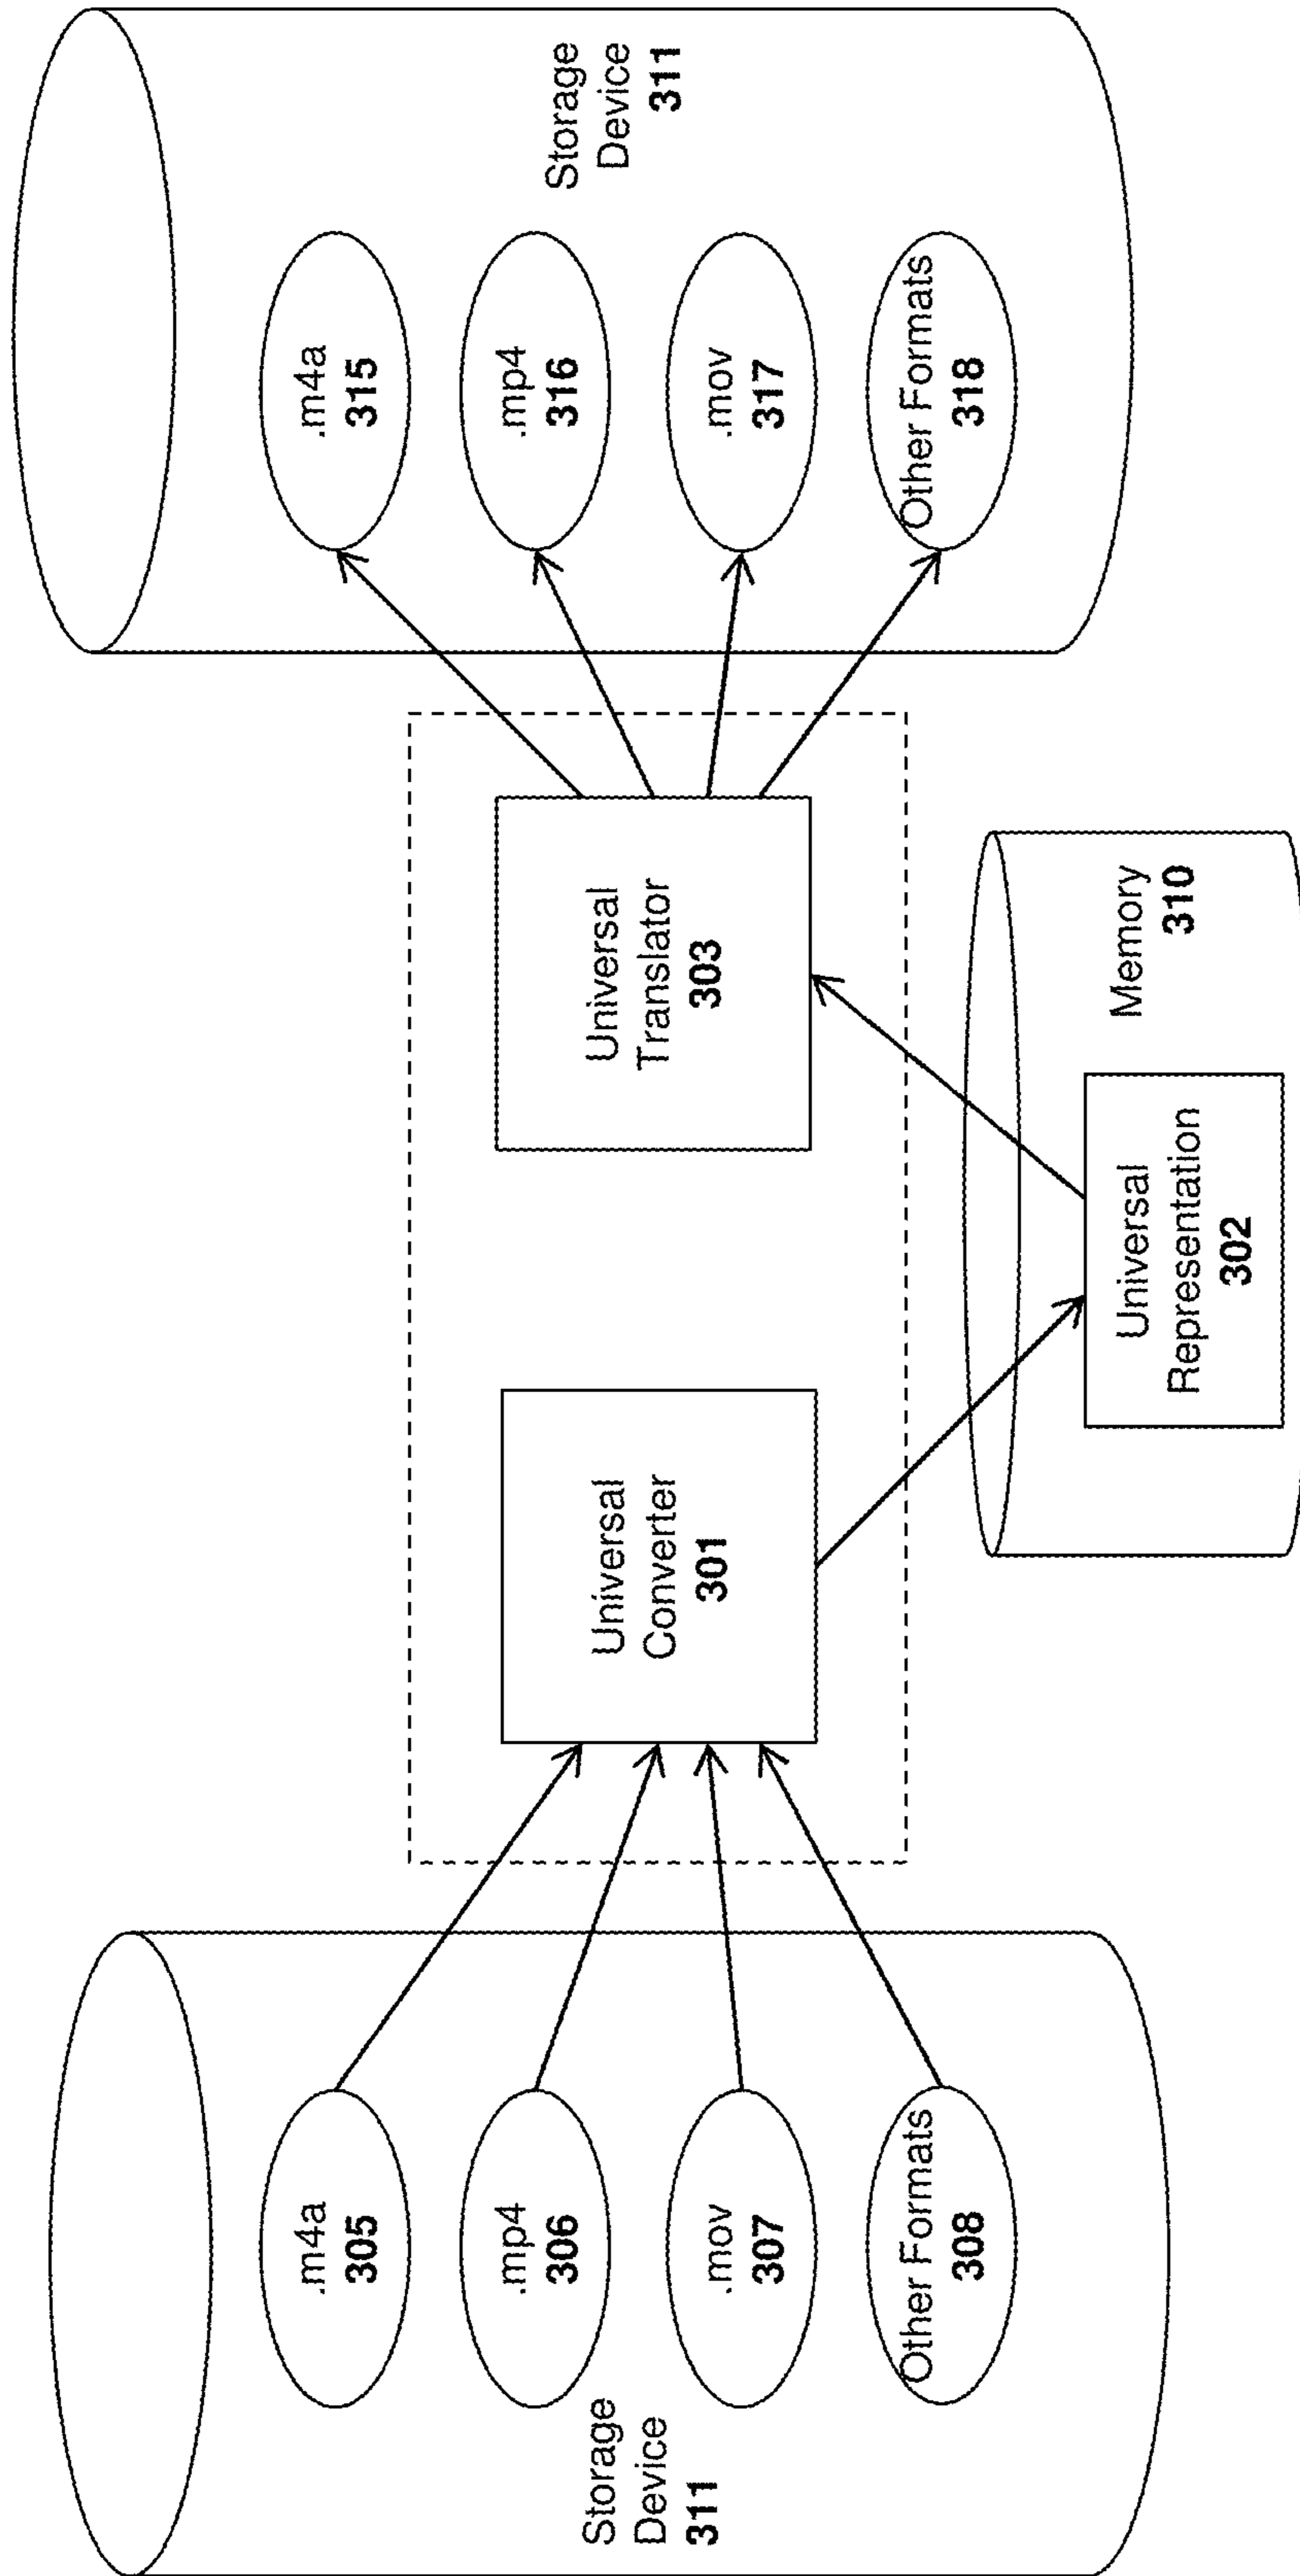 Storage
Device
311
.m4a
305
.mp4
306
.mov
307
Other Formats
308
Universal
Converter
301
Universal
Representation
302
Memory
310
Universal
Translator
303
.m4a
315
.mp4
316
.mov
317
Other Formats
318
Storage
Device
311